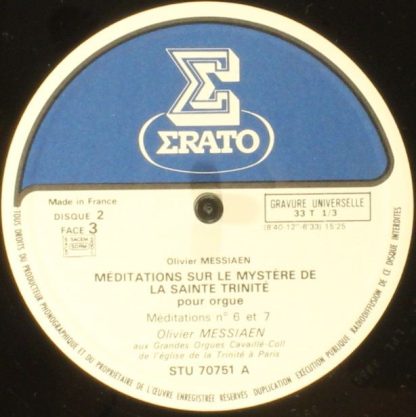 ΣRATO
Made in France
DISQUE 2
FACE 3
SACEM
SDRM
GRAVURE UNIVERSELLE
33 T 1/3
(8'40 12"-6'33) 15'25
Olivier MESSIAEN
MÉDITATIONS SUR LE MYSTÈRE DE
LA SAINTE TRINITÉ
pour orgue
Méditations n° 6 et 7
Olivier MESSIAEN
aux Grandes Orgues Cavaillé-Coll
de l'église de la Trinité à Paris
STU 70751 A
TOUS DROITS DU PRODUCTEUR PHONOGRAPHIQUE ET DU PROPRIÉTAIRE DE L'ŒUVRE ENREGISTRÉE RÉSERVÉS DUPLICATION EXÉCUTION PUBLIQUE RADIODIFFUSION DE CE DISQUE INTERDITES